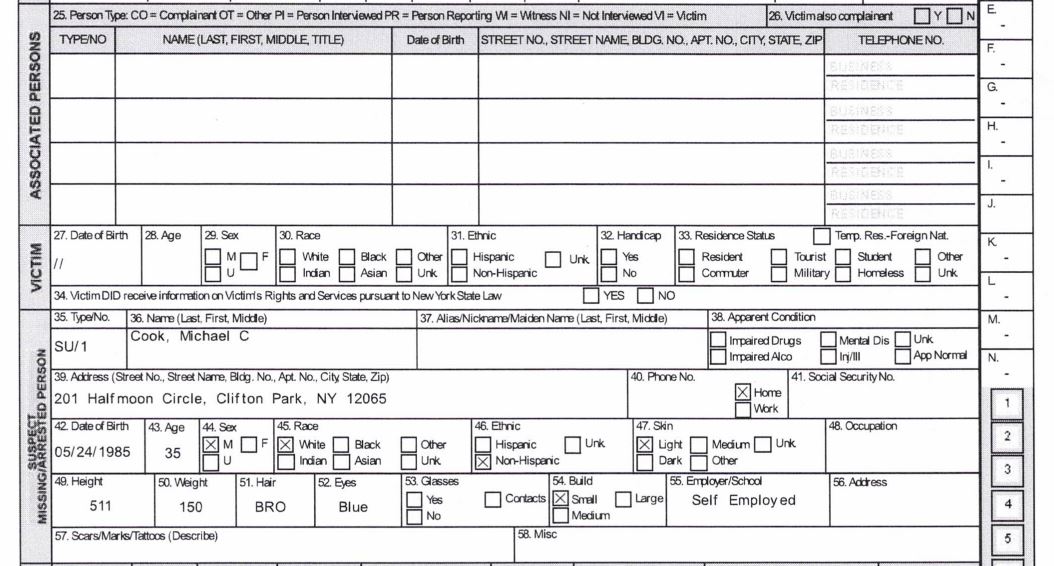 25. Person Type: CO = Complainant OT = Other PI = Person Interviewed PR = Person Reporting WI = Witness NI = Not Interviewed VI = Victim 26. Victim also complainant Y N
E.
-
TYPE/NO NAME (LAST, FIRST, MIDDLE, TITLE) Date of Birth STREET NO., STREET NAME, BLDG. NO., APT. NO., CITY, STATE, ZIP TELEPHONE NO.
F.
-
ASSOCIATED PERSONS
BUSINESS
RESIDENCE
G.
-
BUSINESS
RESIDENCE
H.
-
BUSINESS
RESIDENCE
I.
-
BUSINESS
RESIDENCE
J.
-
VICTIM
27. Date of Birth 28. Age 29. Sex 30. Race 31. Ethnic 32. Handicap 33. Residence Status Temp. Res.-Foreign Nat.
K.
-
M F White Black Other Hispanic Unk. Yes Resident Tourist Student Other
//
U Indian Asian Unk. Non-Hispanic No Commuter Military Homeless Unk.
L
-
34. Victim DID receive information on Victim's Rights and Services pursuant to New York State Law YES NO
SUSPECT
MISSING/ARRESTED PERSON
35. Type/No. 36. Name (Last, First, Middle) 37. Alias/Nickname/Maiden Name (Last, First, Middle) 38. Apparent Condition
M.
-
Cook, Michael C
SU/1
Impaired Drugs Mental Dis Unk
Impaired Alco Inj/Ill App Normal
N.
-
39. Address (Street No., Street Name, Bldg. No., Apt. No., City, State, Zip) 40. Phone No. 41. Social Security No.
201 Halfmoon Circle, Clifton Park, NY 12065
Home
Work
1
42. Date of Birth 43. Age 44. Sex 45. Race 46. Ethnic 47. Skin 48. Occupation
2
05/24/1985 35 M F White Black Other Hispanic Unk. Light Medium Unk.
U Indian Asian Unk. Non-Hispanic Dark Other
3
49. Height 50. Weight 51. Hair 52. Eyes 53. Glasses 54. Build 55. Employer/School 56. Address
511 150 BRO Blue Yes Contacts Small Large Self Employed
No Medium
4
57. Scars/Marks/Tattoos (Describe) 58. Misc
5